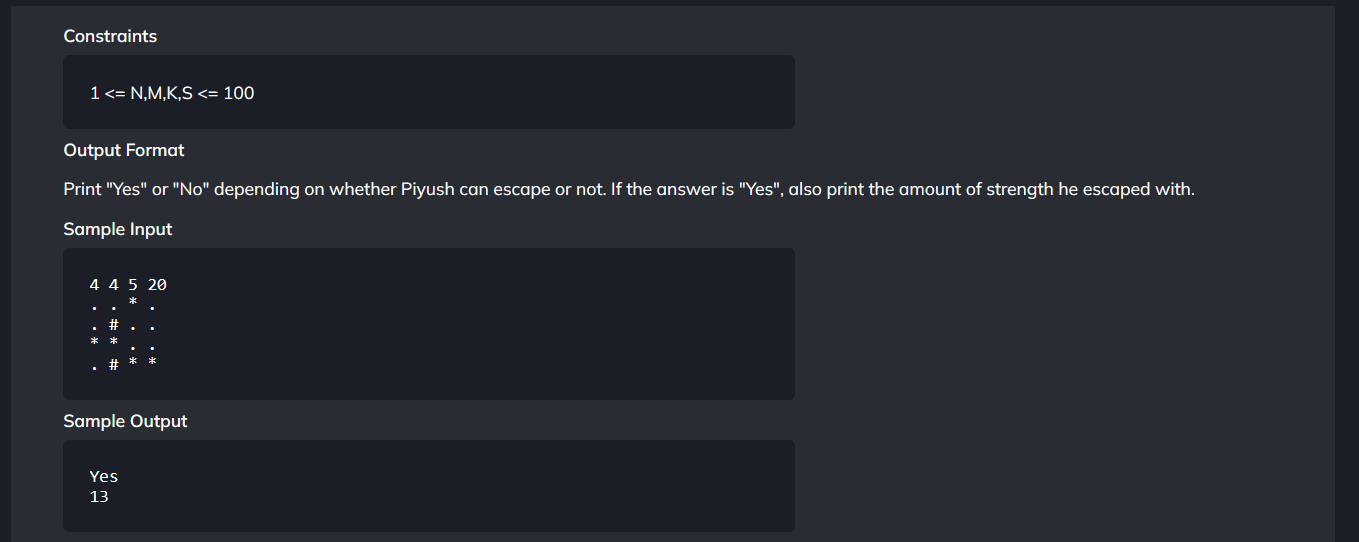 Constraints
1 <= N,M,K,S <= 100
Output Format
Print "Yes" or "No" depending on whether Piyush can escape or not. If the answer is "Yes", also print the amount of strength he escaped with.
Sample Input
4 4 5 20
. . * .
. # . .
* * . .
. # * *
Sample Output
Yes
13